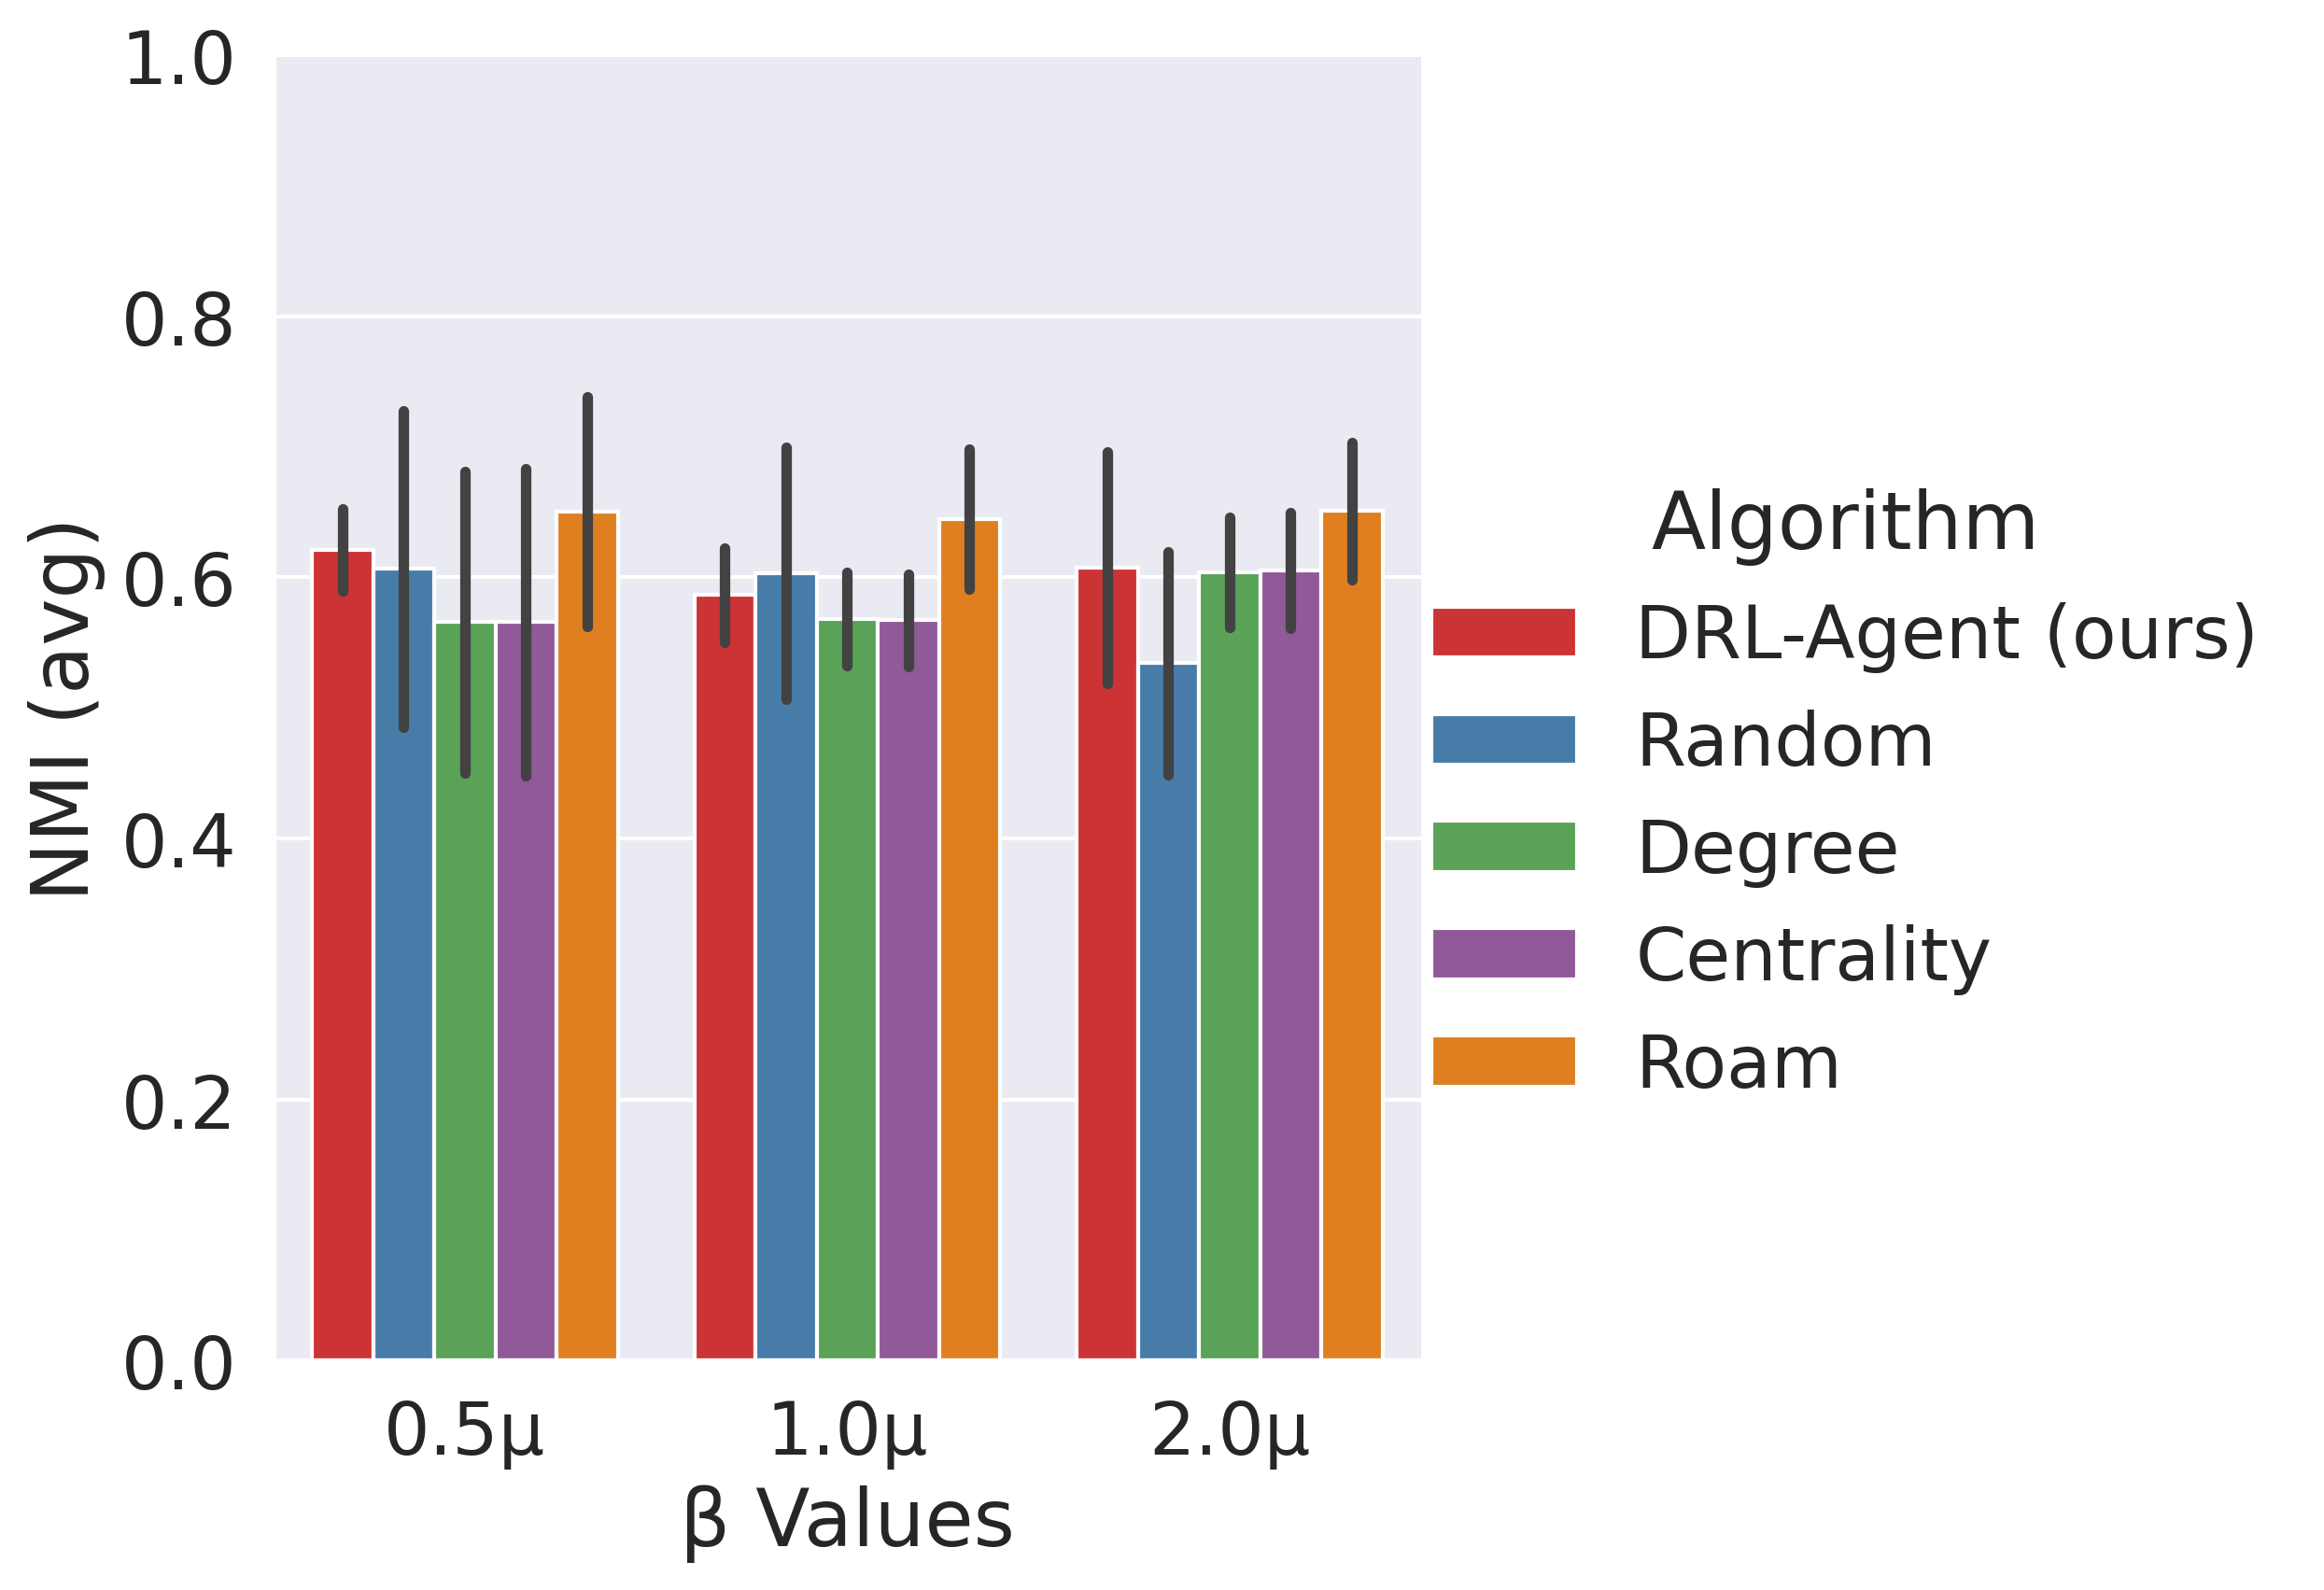 1.0
0.8
0.6
0.4
0.2
0.0
NMI (avg)
0.5µ 1.0µ 2.0µ
β Values
Algorithm
DRL-Agent (ours)
Random
Degree
Centrality
Roam